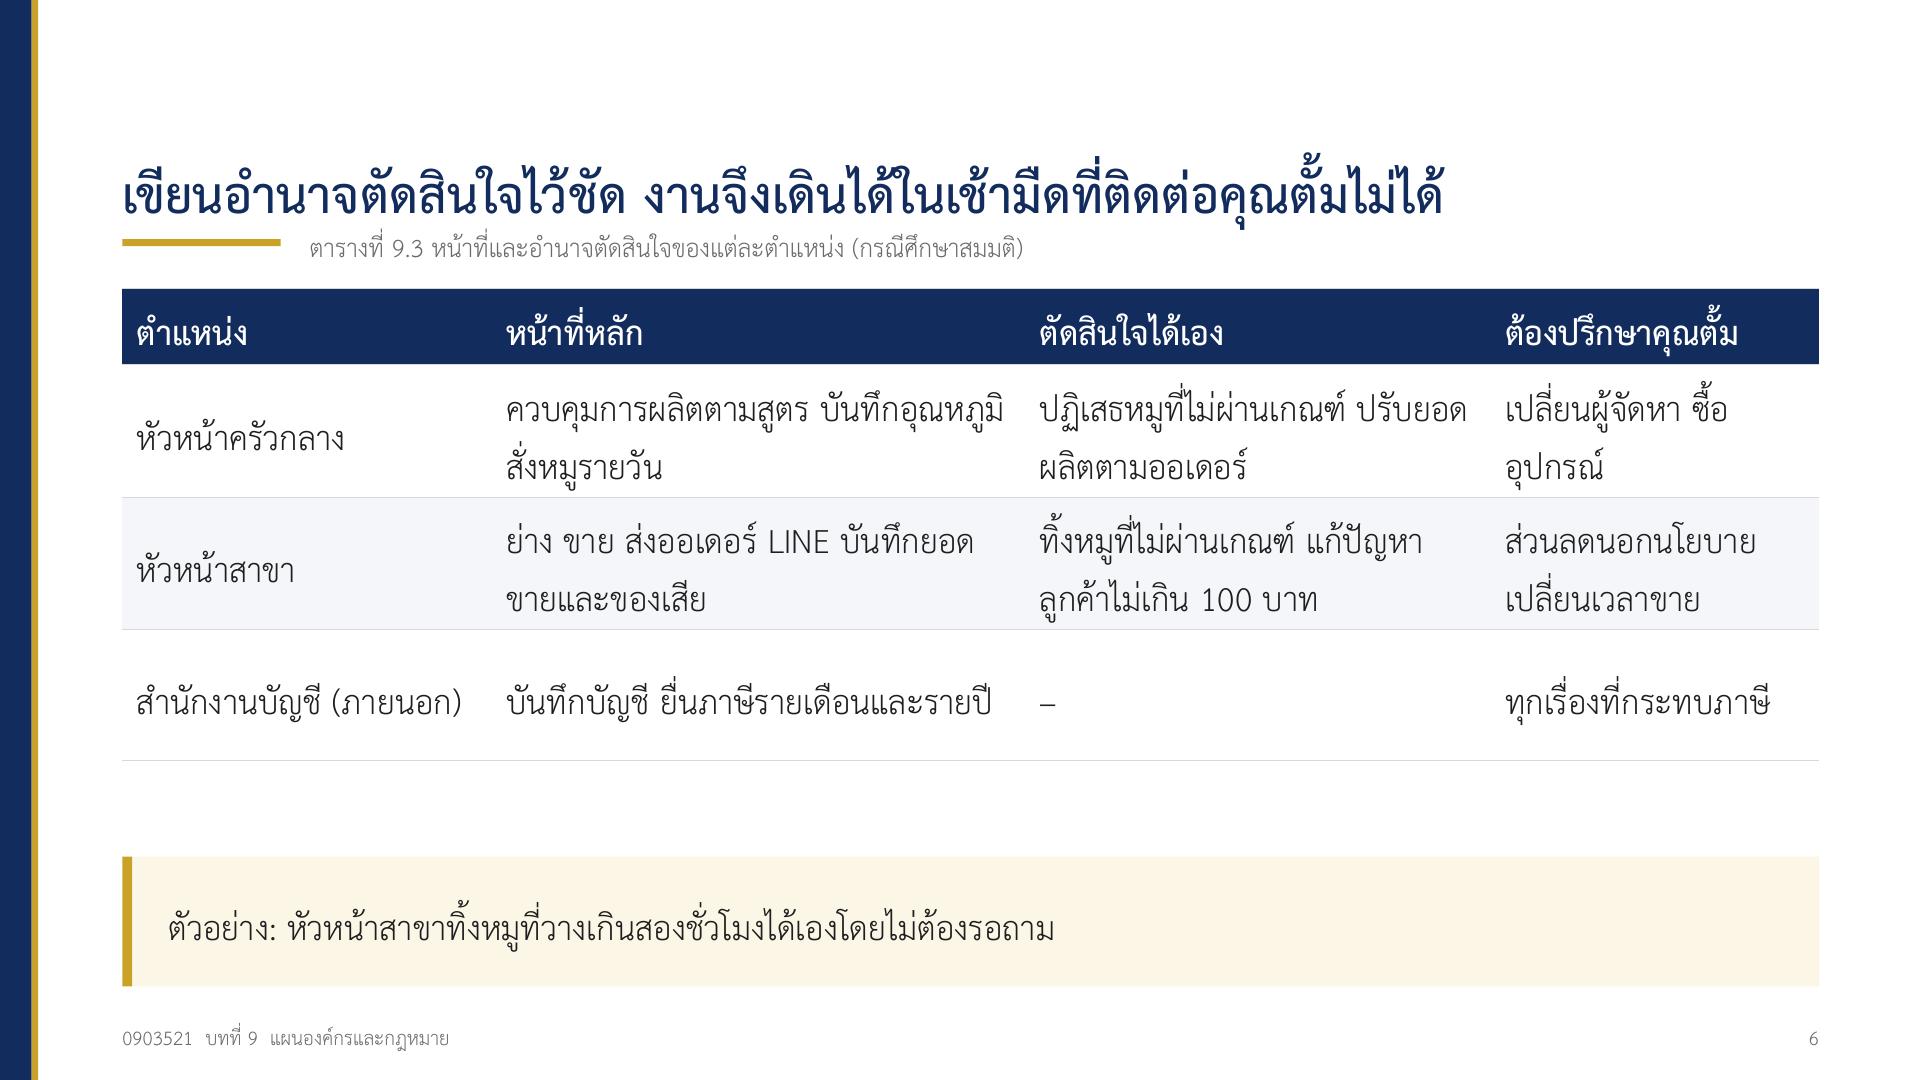 เขียนอำนาจตัดสินใจไว้ชัด งานจึงเดินได้ในเช้ามืดที่ติดต่อคุณตั้มไม่ได้
ตารางที่ 9.3 หน้าที่และอำนาจตัดสินใจของแต่ละตำแหน่ง (กรณีศึกษาสมมติ)
ตำแหน่ง หน้าที่หลัก ตัดสินใจได้เอง ต้องปรึกษาคุณตั้ม
หัวหน้าครัวกลาง
ควบคุมการผลิตตามสูตร บันทึกอุณหภูมิ
สั่งหมูรายวัน
ปฏิเสธหมูที่ไม่ผ่านเกณฑ์ ปรับยอด
ผลิตตามออเดอร์
เปลี่ยนผู้จัดหา ซื้อ
อุปกรณ์
หัวหน้าสาขา
ย่าง ขาย ส่งออเดอร์ LINE บันทึกยอด
ขายและของเสีย
ทิ้งหมูที่ไม่ผ่านเกณฑ์ แก้ปัญหา
ลูกค้าไม่เกิน 100 บาท
ส่วนลดนอกนโยบาย
เปลี่ยนเวลาขาย
สำนักงานบัญชี (ภายนอก) บันทึกบัญชี ยื่นภาษีรายเดือนและรายปี – ทุกเรื่องที่กระทบภาษี
ตัวอย่าง: หัวหน้าสาขาทิ้งหมูที่วางเกินสองชั่วโมงได้เองโดยไม่ต้องรอถาม
0903521 บทที่ 9 แผนองค์กรและกฎหมาย 6